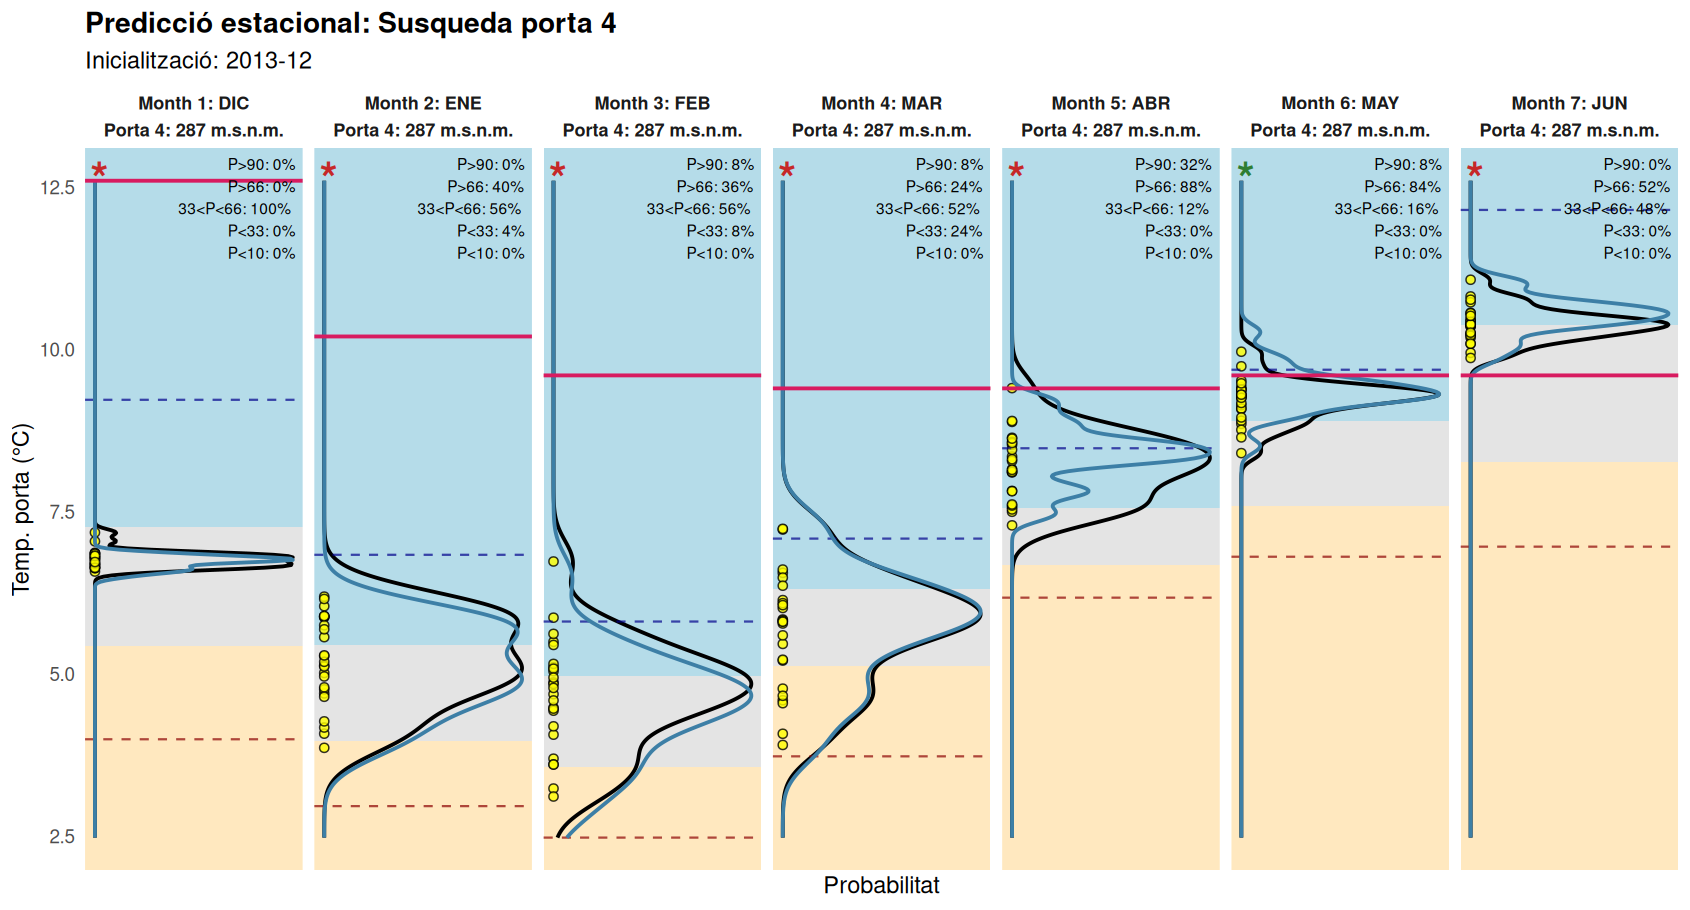 Predicció estacional: Susqueda porta 4
Inicialització: 2013-12
Month 1: DIC
Porta 4: 287 m.s.n.m.
Month 2: ENE
Porta 4: 287 m.s.n.m.
Month 3: FEB
Porta 4: 287 m.s.n.m.
Month 4: MAR
Porta 4: 287 m.s.n.m.
Month 5: ABR
Porta 4: 287 m.s.n.m.
Month 6: MAY
Porta 4: 287 m.s.n.m.
Month 7: JUN
Porta 4: 287 m.s.n.m.
*
P>90: 0%
P>66: 0%
33<P<66: 100%
P<33: 0%
P<10: 0%
*
P>90: 0%
P>66: 40%
33<P<66: 56%
P<33: 4%
P<10: 0%
*
P>90: 8%
P>66: 36%
33<P<66: 56%
P<33: 8%
P<10: 0%
*
P>90: 8%
P>66: 24%
33<P<66: 52%
P<33: 24%
P<10: 0%
*
P>90: 32%
P>66: 88%
33<P<66: 12%
P<33: 0%
P<10: 0%
*
P>90: 8%
P>66: 84%
33<P<66: 16%
P<33: 0%
P<10: 0%
*
P>90: 0%
P>66: 52%
33<P<66: 48%
P<33: 0%
P<10: 0%
12.5
10.0
7.5
5.0
2.5
Temp. porta (°C)
Probabilitat